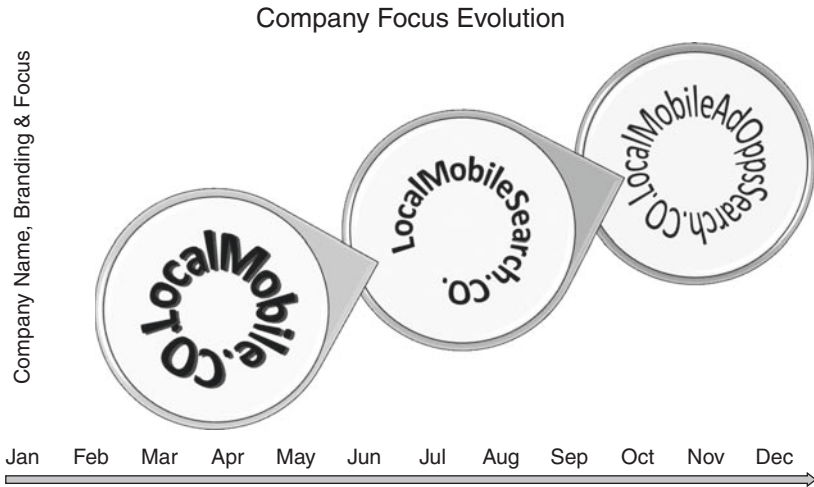 Company Focus Evolution
Company Name, Branding & Focus
LocalMobile.CO.
LocalMobileSearch.CO.
LocalMobileAdOppsSearch.CO.
Jan Feb Mar Apr May Jun Jul Aug Sep Oct Nov Dec